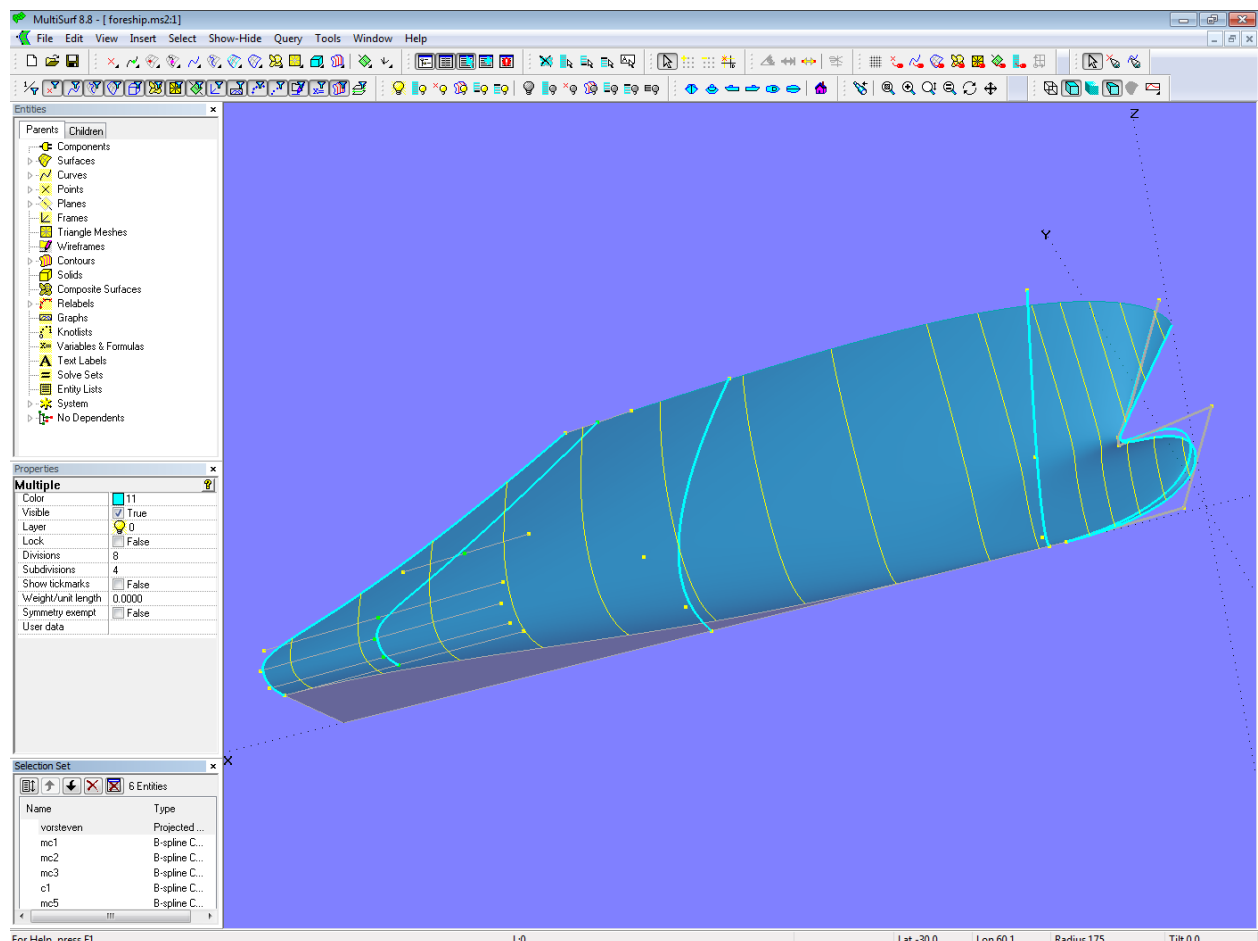 MultiSurf 8.8 - [ foreship.ms2:1]
File Edit View Insert Select Show-Hide Query Tools Window Help
Entities
Parents Children
Components
Surfaces
Curves
Points
Planes
Frames
Triangle Meshes
Wireframes
Contours
Solids
Composite Surfaces
Relabels
Graphs
Knotlists
Variables & Formulas
Text Labels
Solve Sets
Entity Lists
System
No Dependents
Properties
Multiple
Color 11
Visible True
Layer 0
Lock False
Divisions 8
Subdivisions 4
Show tickmarks False
Weight/unit length 0.0000
Symmetry exempt False
User data
Selection Set
6 Entities
Name Type
vorsteven Projected ...
mc1 B-spline C...
mc2 B-spline C...
mc3 B-spline C...
c1 B-spline C...
mc5 B-spline C...
Z
Y
X
For Help, press F1 L:0 Lat -30.0 Lon 60.1 Radius 175 Tilt 0.0